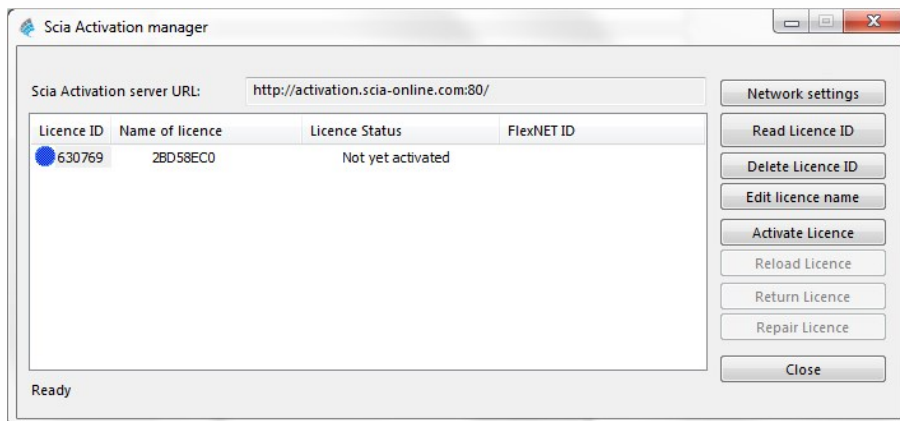 Scia Activation manager
Scia Activation server URL: http://activation.scia-online.com:80/
Network settings
Licence ID Name of licence Licence Status FlexNET ID
Read Licence ID
630769 2BD58EC0 Not yet activated
Delete Licence ID
Edit licence name
Activate Licence
Reload Licence
Return Licence
Repair Licence
Close
Ready